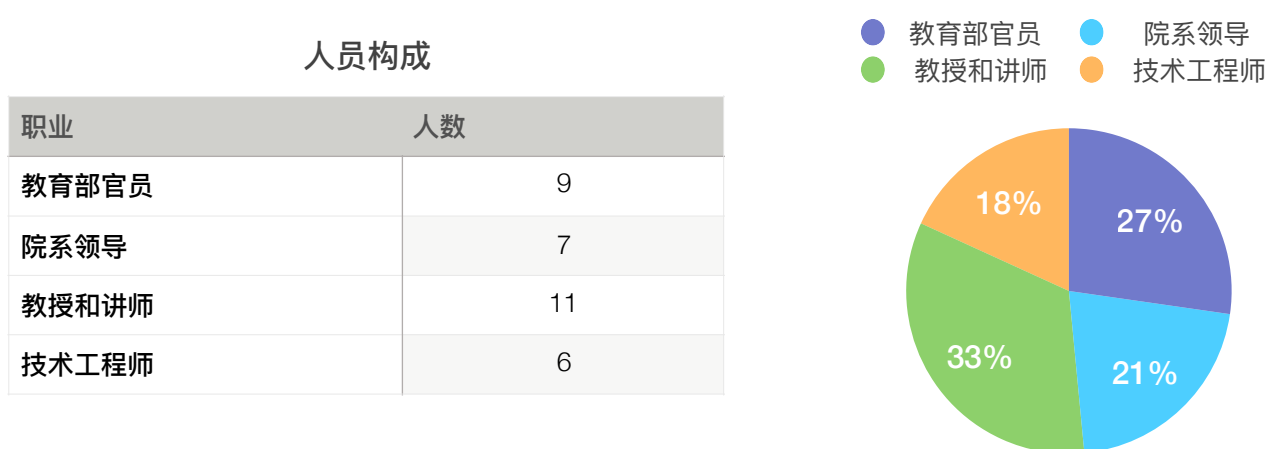 人员构成
职业 人数
教育部官员 9
院系领导 7
教授和讲师 11
技术工程师 6
教育部官员 院系领导
教授和讲师 技术工程师
18% 27%
33% 21%